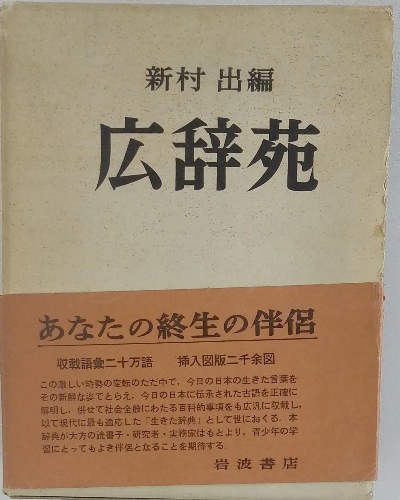 新村 出編
広辞苑
あなたの終生の伴侶
収載語彙二十万語 挿入図版二千余図
この激しい時勢の変転のただ中で、今日の日本の生きた言葉を
その新鮮な姿でとらえ、今日の日本に伝承された古語を正確に
解明し、併せて社会全般にわたる百科的事項をも広汎に収載し、
以て現代に最も適応した「生きた辞典」として世におくる。本
辞典が大方の読書子・研究者・実務家はもとより、青少年の学
習にとってもよき伴侶となることを期待する。
岩波書店